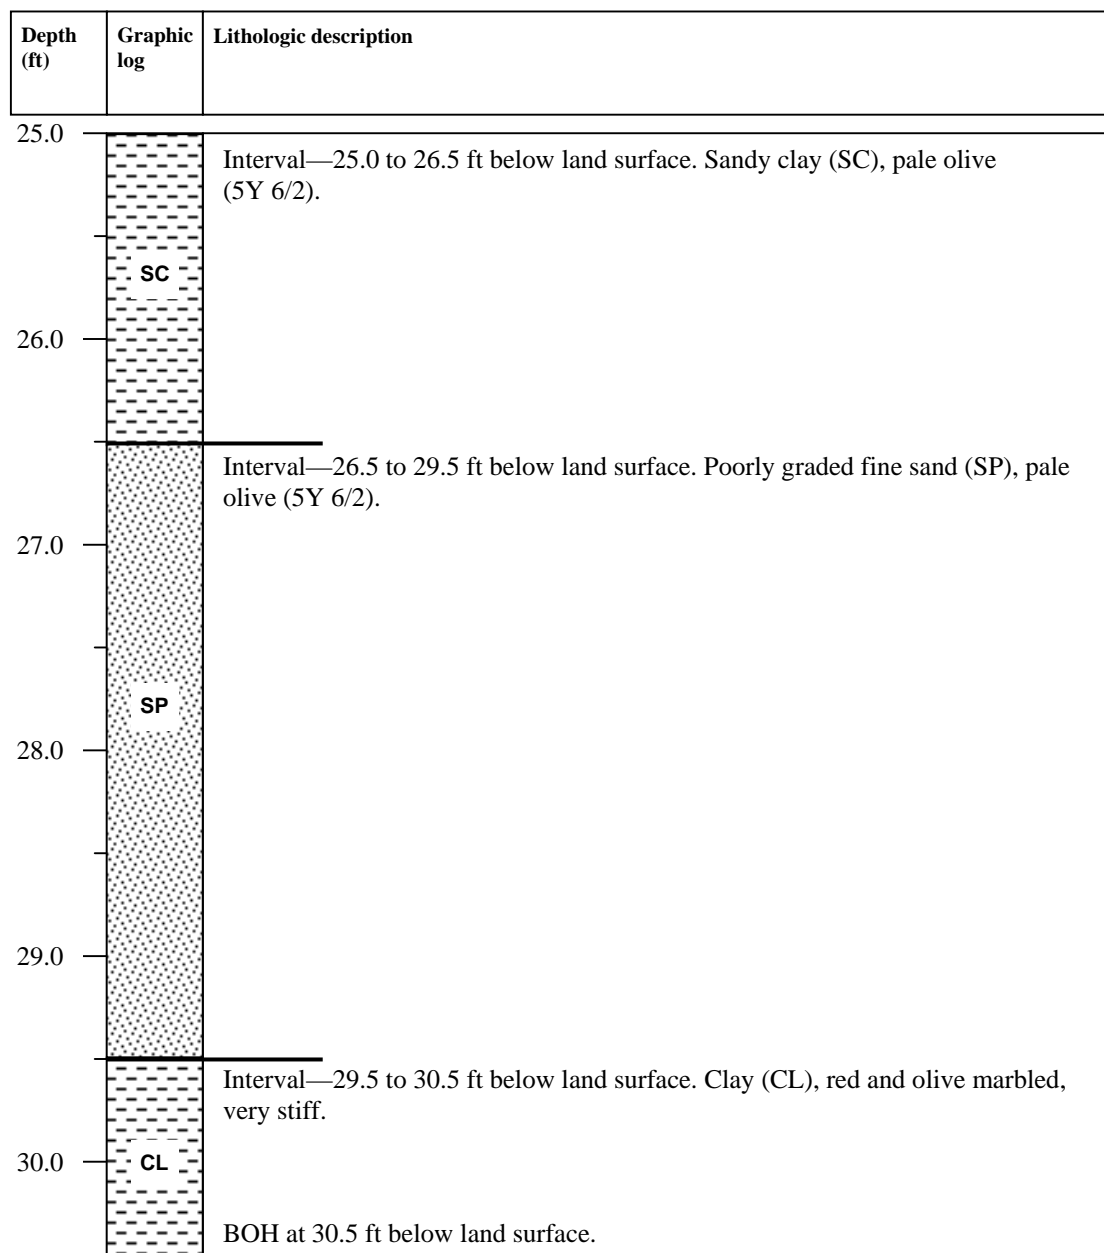 Depth (ft) Graphic log Lithologic description
25.0
Interval—25.0 to 26.5 ft below land surface. Sandy clay (SC), pale olive
(5Y 6/2).
SC
26.0
Interval—26.5 to 29.5 ft below land surface. Poorly graded fine sand (SP), pale
olive (5Y 6/2).
27.0
SP
28.0
29.0
Interval—29.5 to 30.5 ft below land surface. Clay (CL), red and olive marbled,
very stiff.
30.0 CL
BOH at 30.5 ft below land surface.